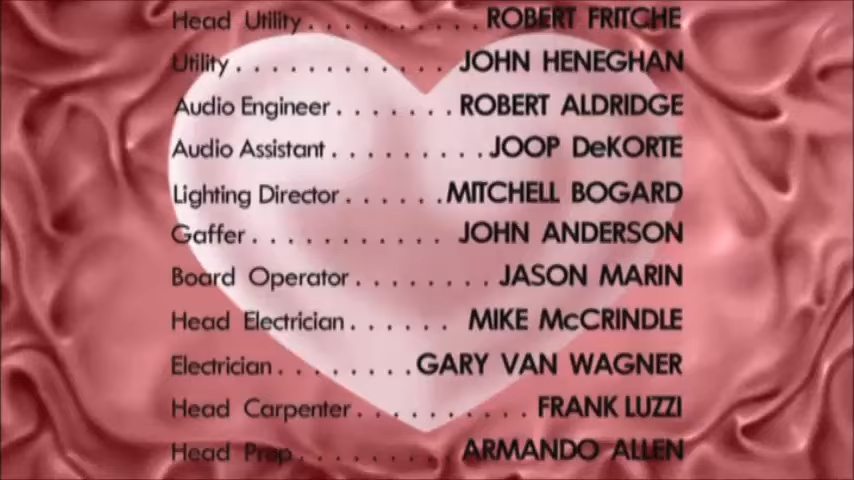 Head Utility . . . . . . . . . . . ROBERT FRITCHE
Utility . . . . . . . . . . . . JOHN HENEGHAN
Audio Engineer . . . . . . . ROBERT ALDRIDGE
Audio Assistant . . . . . . . . . JOOP DeKORTE
Lighting Director . . . . . . MITCHELL BOGARD
Gaffer . . . . . . . . . . . JOHN ANDERSON
Board Operator . . . . . . . . JASON MARIN
Head Electrician . . . . . . MIKE McCRINDLE
Electrician . . . . . . . . GARY VAN WAGNER
Head Carpenter . . . . . . . . . . FRANK LUZZI
Head Prop . . . . . . . . . . ARMANDO ALLEN